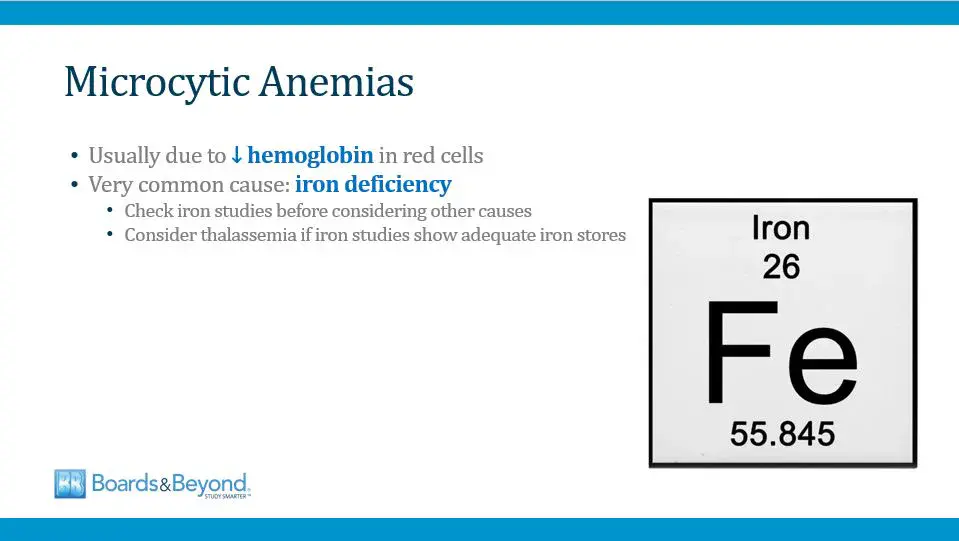 Microcytic Anemias
• Usually due to ↓ hemoglobin in red cells
• Very common cause: iron deficiency
• Check iron studies before considering other causes
• Consider thalassemia if iron studies show adequate iron stores
Iron
26
Fe
55.845
BB Boards&Beyond.
STUDY SMARTER™